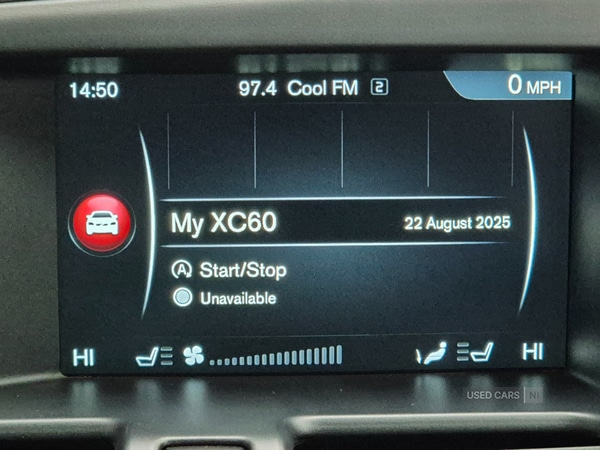 14:50 97.4 Cool FM 2 0 MPH
My XC60 22 August 2025
A Start/Stop
Unavailable
HI HI
USED CARS NI